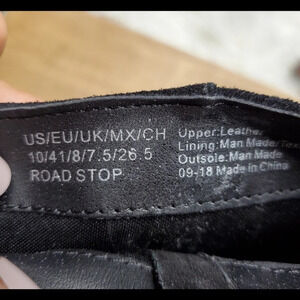 US/EU/UK/MX/CH
10/41/8/7.5/26.5
ROAD STOP
Upper:Leather
Lining:Man Made/Tex
Outsole:Man Made
09-18 Made in China